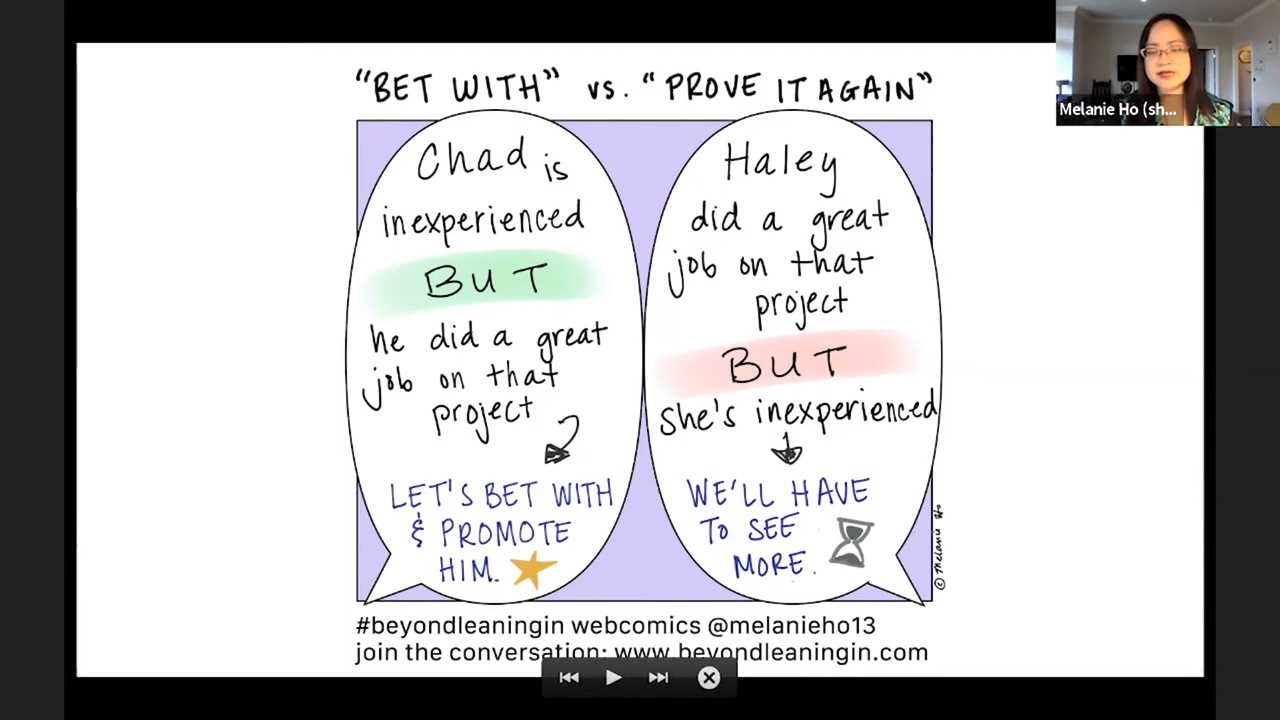 "BET WITH" vs. "PROVE IT AGAIN"
Chad is
inexperienced
BUT
he did a great
job on that
project
LET'S BET WITH
& PROMOTE
HIM.
Haley
did a great
job on that
project
BUT
she's inexperienced
WE'LL HAVE
TO SEE
MORE.
© Melanie Ho
#beyondleaningin webcomics @melanieho13
join the conversation: www.beyondleaningin.com
Melanie Ho (sh...